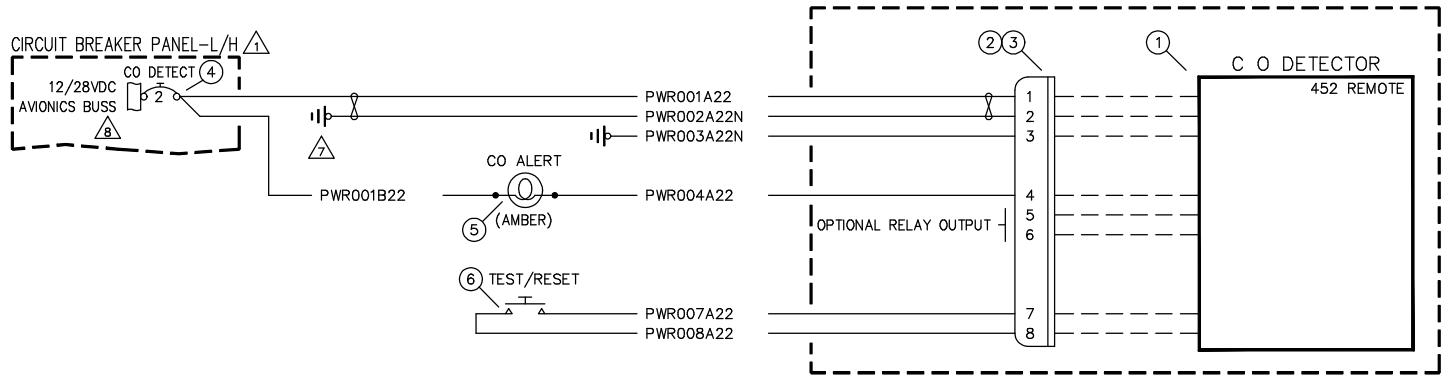 CIRCUIT BREAKER PANEL-L/H 1
CO DETECT 4
12/28VDC
AVIONICS BUSS
2
8
7
PWR001A22
PWR002A22N
PWR003A22N
CO ALERT
PWR001B22
PWR004A22
5
(AMBER)
6 TEST/RESET
PWR007A22
PWR008A22
2 3
1
2
3
4
5
6
7
8
OPTIONAL RELAY OUTPUT
1
C O DETECTOR
452 REMOTE